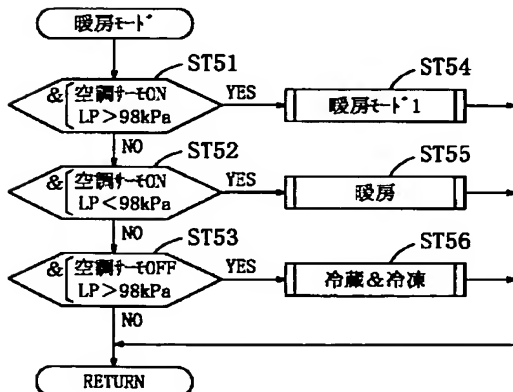 暖房ﾓｰﾄﾞ
ST51
& 空調ｻｰﾓON
LP>98kPa
YES
ST54
暖房ﾓｰﾄﾞ1
NO
ST52
& 空調ｻｰﾓON
LP<98kPa
YES
ST55
暖房
NO
ST53
& 空調ｻｰﾓOFF
LP>98kPa
YES
ST56
冷蔵&冷凍
NO
RETURN